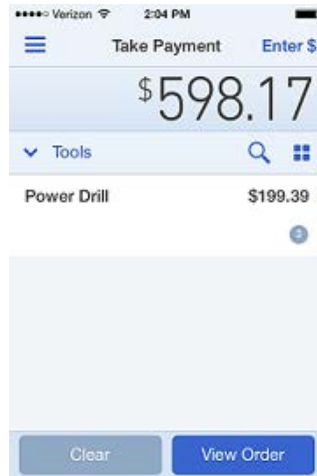 Verizon 2:04 PM
Take Payment Enter $
$598.17
Tools
Power Drill $199.39
3
Clear View Order